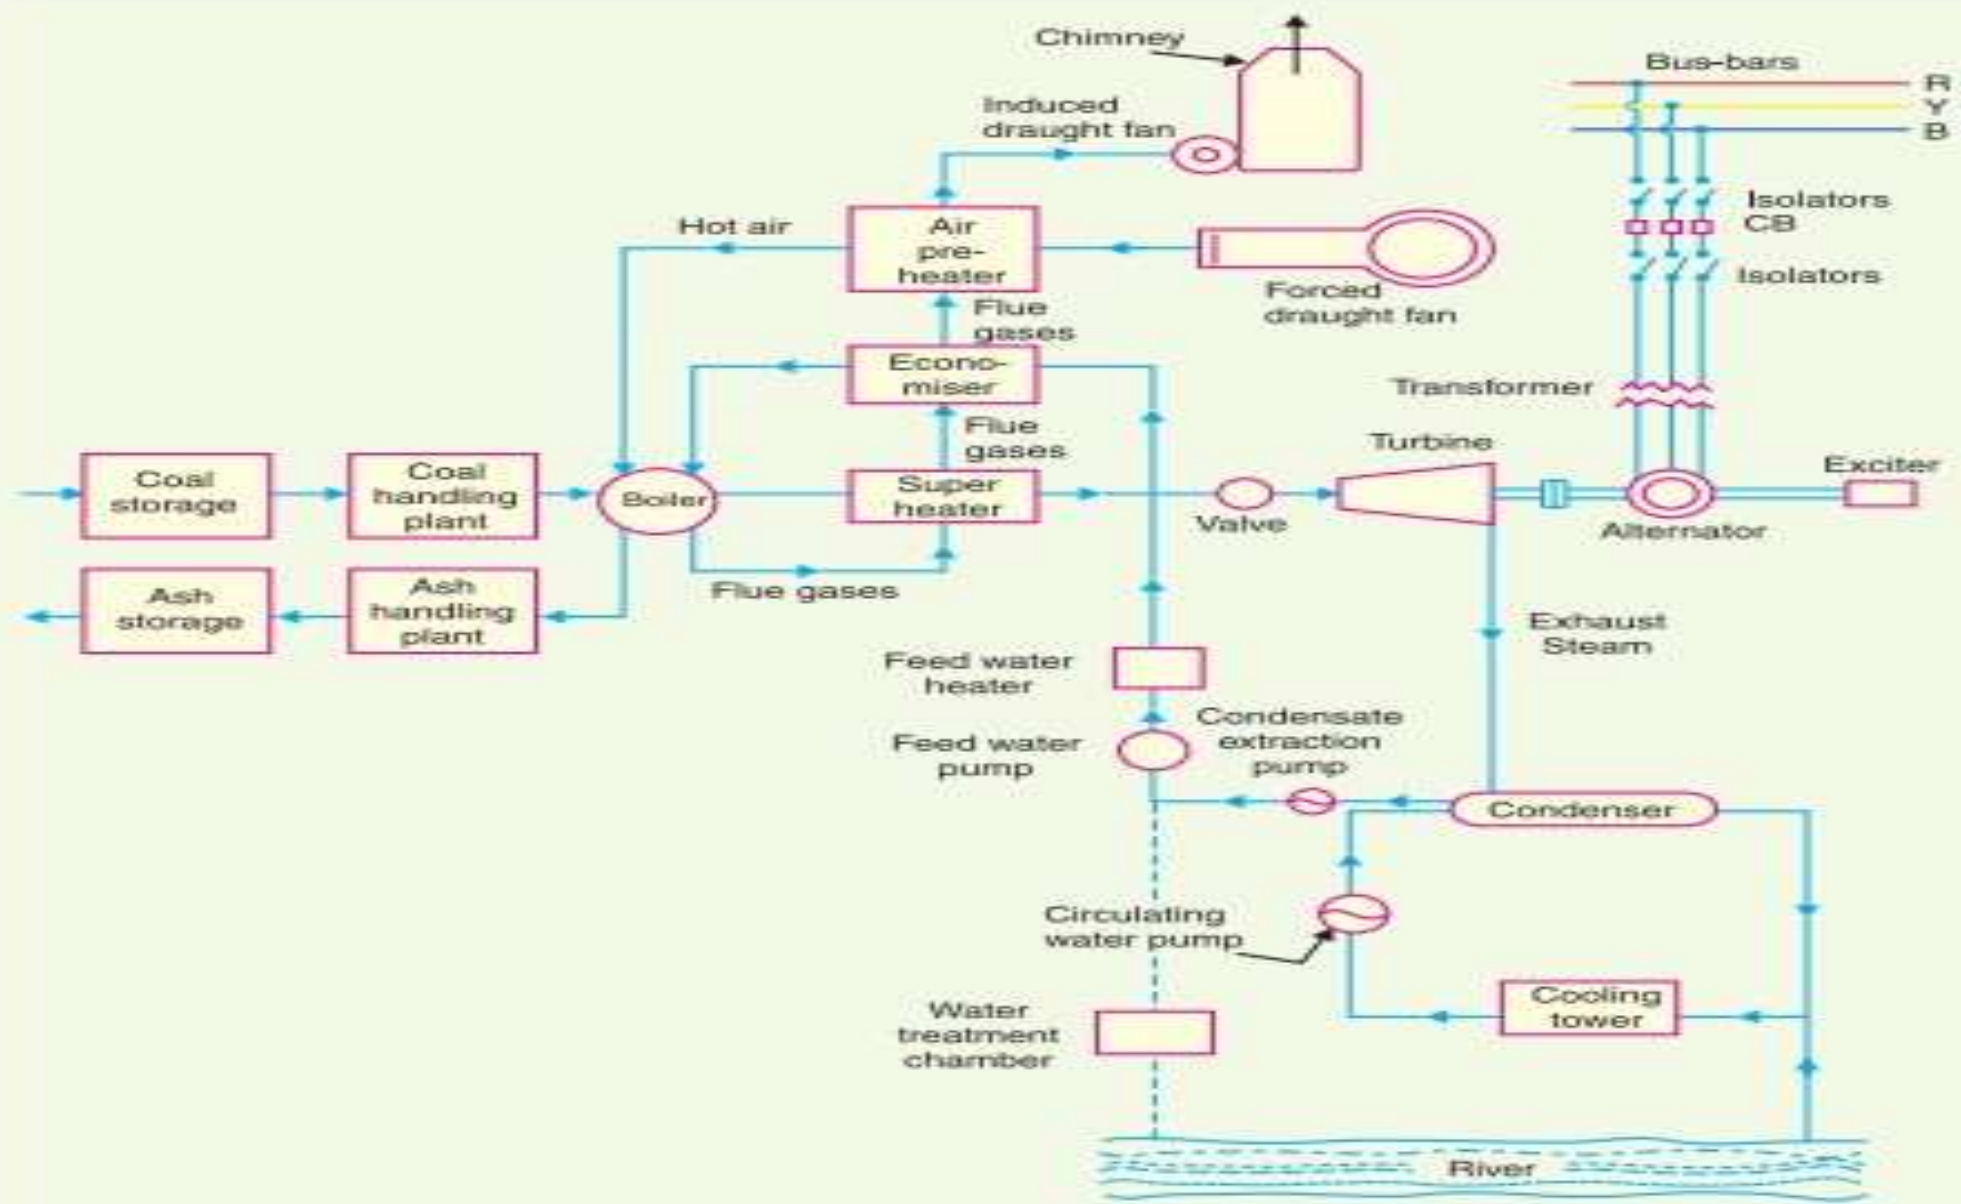 Chimney
Bus-bars
R
Y
B
Induced
draught fan
Isolators
CB
Isolators
Hot air
Air
pre-
heater
Forced
draught fan
Flue
gases
Econo-
miser
Transformer
Flue
gases
Turbine
Exciter
Coal
storage
Coal
handling
plant
Boiler
Super
heater
Valve
Alternator
Flue gases
Ash
storage
Ash
handling
plant
Exhaust
Steam
Feed water
heater
Condensate
extraction
pump
Feed water
pump
Condenser
Circulating
water pump
Cooling
tower
Water
treatment
chamber
River